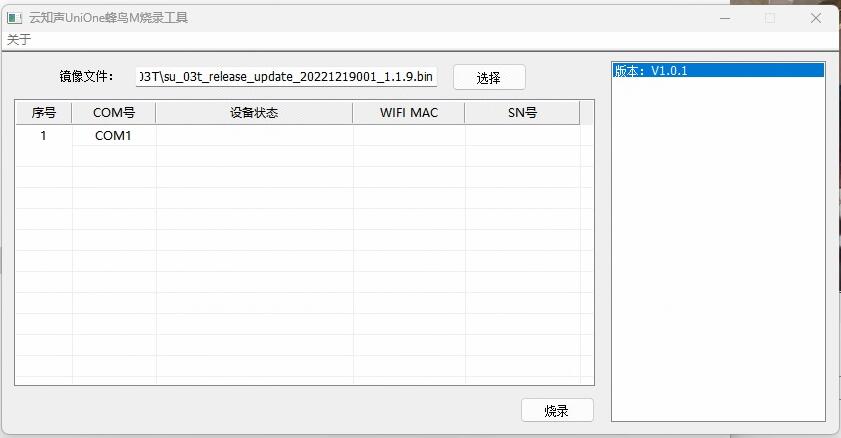 云知声UniOne蜂鸟M烧录工具
关于
镜像文件： 03T\su_03t_release_update_20221219001_1.1.9.bin 选择
版本：V1.0.1
序号 COM号 设备状态 WIFI MAC SN号
1 COM1
烧录